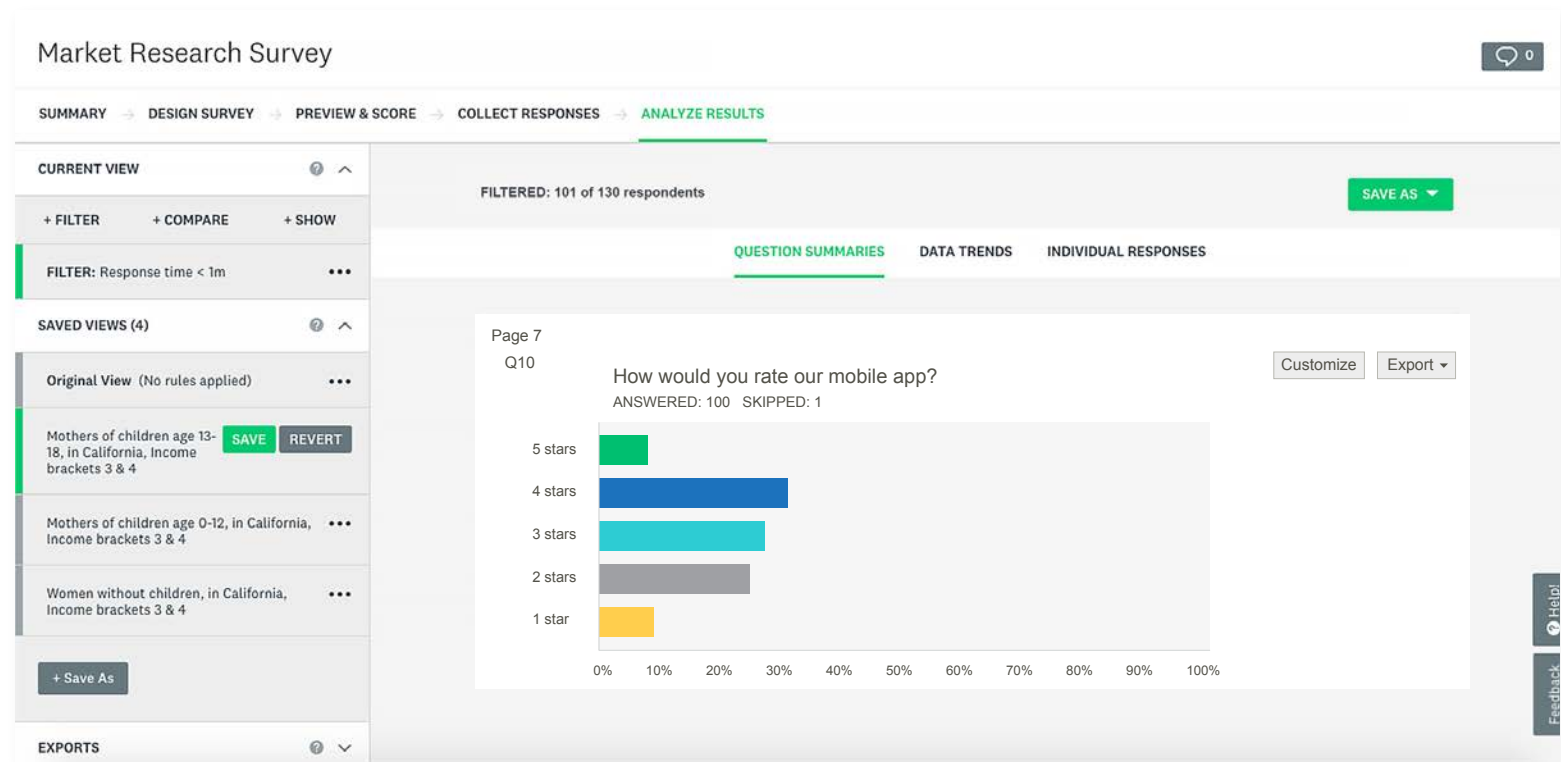 Market Research Survey
0
SUMMARY → DESIGN SURVEY → PREVIEW & SCORE → COLLECT RESPONSES → ANALYZE RESULTS
CURRENT VIEW
+ FILTER + COMPARE + SHOW
FILTER: Response time < 1m
SAVED VIEWS (4)
Original View (No rules applied)
Mothers of children age 13-
18, in California, Income
brackets 3 & 4
SAVE REVERT
Mothers of children age 0-12, in California,
Income brackets 3 & 4
Women without children, in California,
Income brackets 3 & 4
+ Save As
EXPORTS
FILTERED: 101 of 130 respondents
SAVE AS
QUESTION SUMMARIES DATA TRENDS INDIVIDUAL RESPONSES
Page 7
Q10
How would you rate our mobile app?
ANSWERED: 100 SKIPPED: 1
Customize Export
5 stars
4 stars
3 stars
2 stars
1 star
0% 10% 20% 30% 40% 50% 60% 70% 80% 90% 100%
? Help!
Feedback